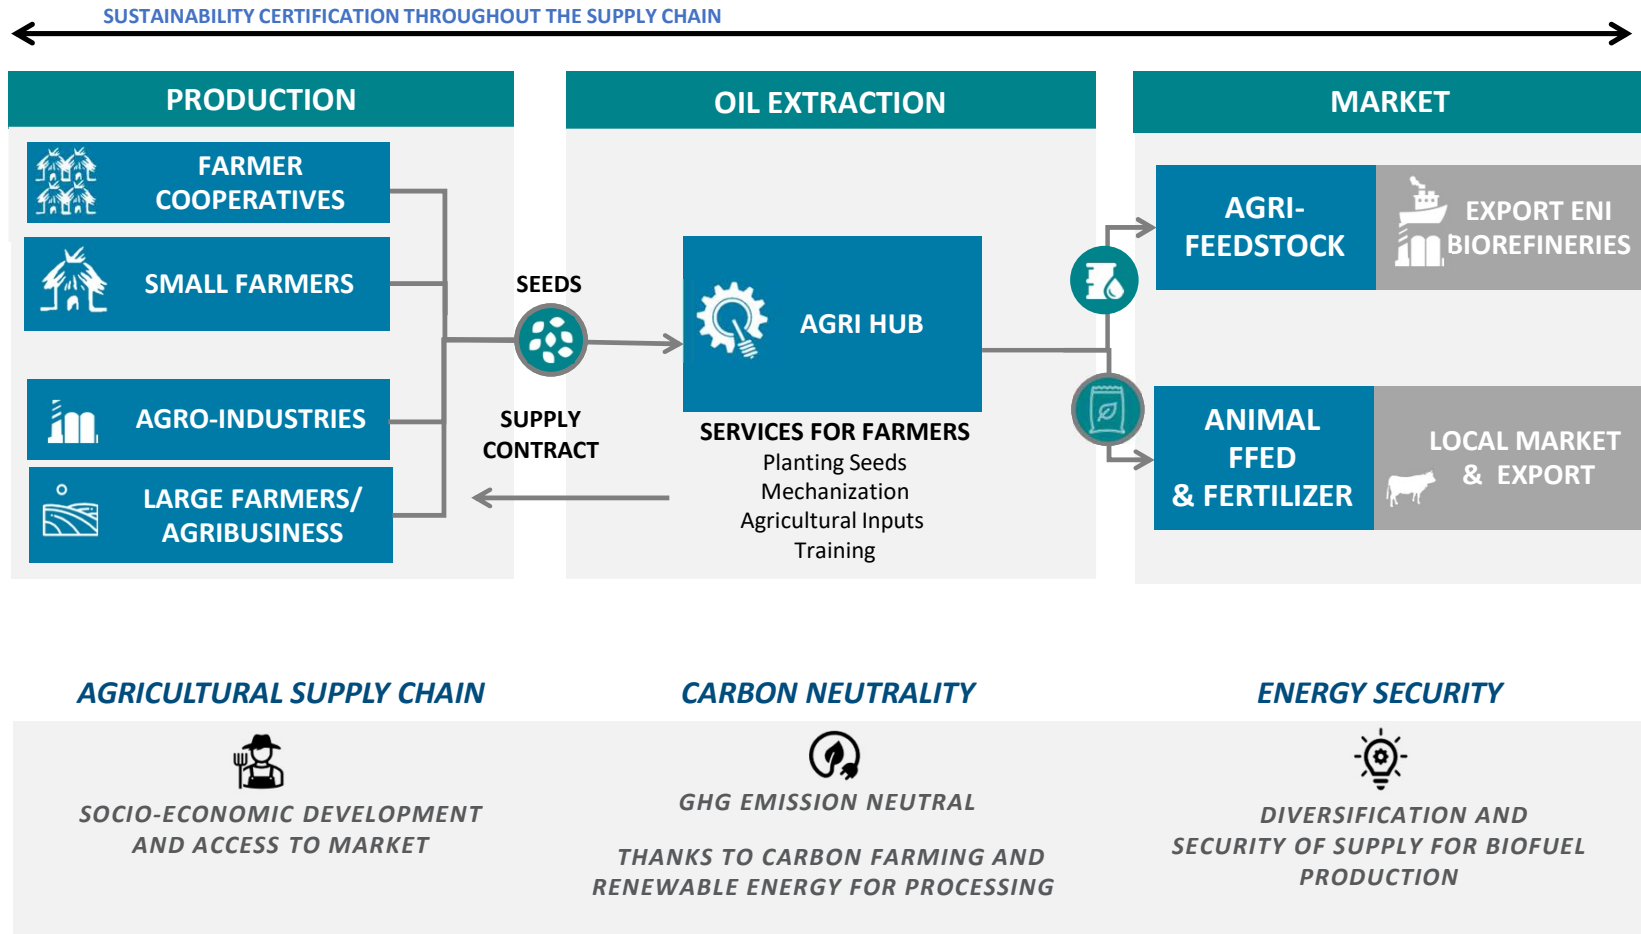 SUSTAINABILITY CERTIFICATION THROUGHOUT THE SUPPLY CHAIN
PRODUCTION
FARMER
COOPERATIVES
SMALL FARMERS
AGRO-INDUSTRIES
LARGE FARMERS/
AGRIBUSINESS
SEEDS
SUPPLY
CONTRACT
OIL EXTRACTION
AGRI HUB
SERVICES FOR FARMERS
Planting Seeds
Mechanization
Agricultural Inputs
Training
MARKET
AGRI-
FEEDSTOCK
EXPORT ENI
BIOREFINERIES
ANIMAL
FFED
& FERTILIZER
LOCAL MARKET
& EXPORT
AGRICULTURAL SUPPLY CHAIN
SOCIO-ECONOMIC DEVELOPMENT
AND ACCESS TO MARKET
CARBON NEUTRALITY
GHG EMISSION NEUTRAL
THANKS TO CARBON FARMING AND
RENEWABLE ENERGY FOR PROCESSING
ENERGY SECURITY
DIVERSIFICATION AND
SECURITY OF SUPPLY FOR BIOFUEL
PRODUCTION